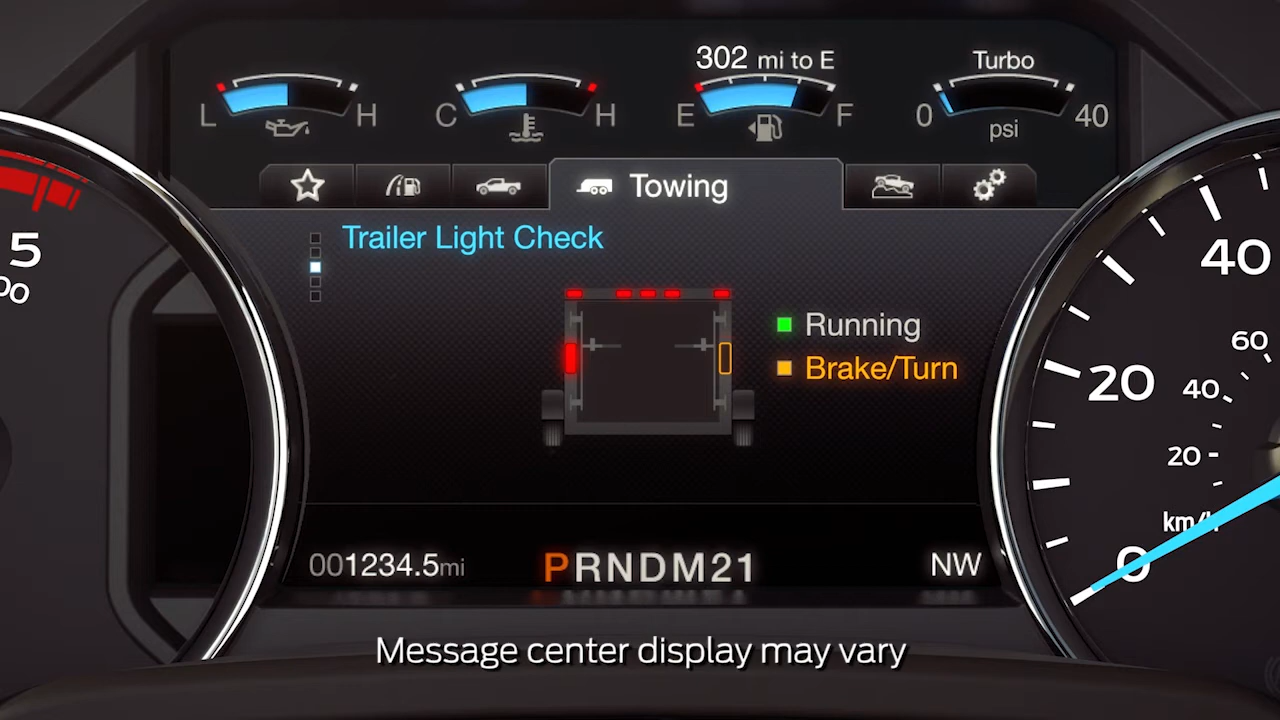 302 mi to E
Turbo
L H
C H
E F
0 40
psi
Towing
Trailer Light Check
Running
Brake/Turn
001234.5mi
PRNDM21
NW
5
40
20
0
60
40
20
km/h
Message center display may vary